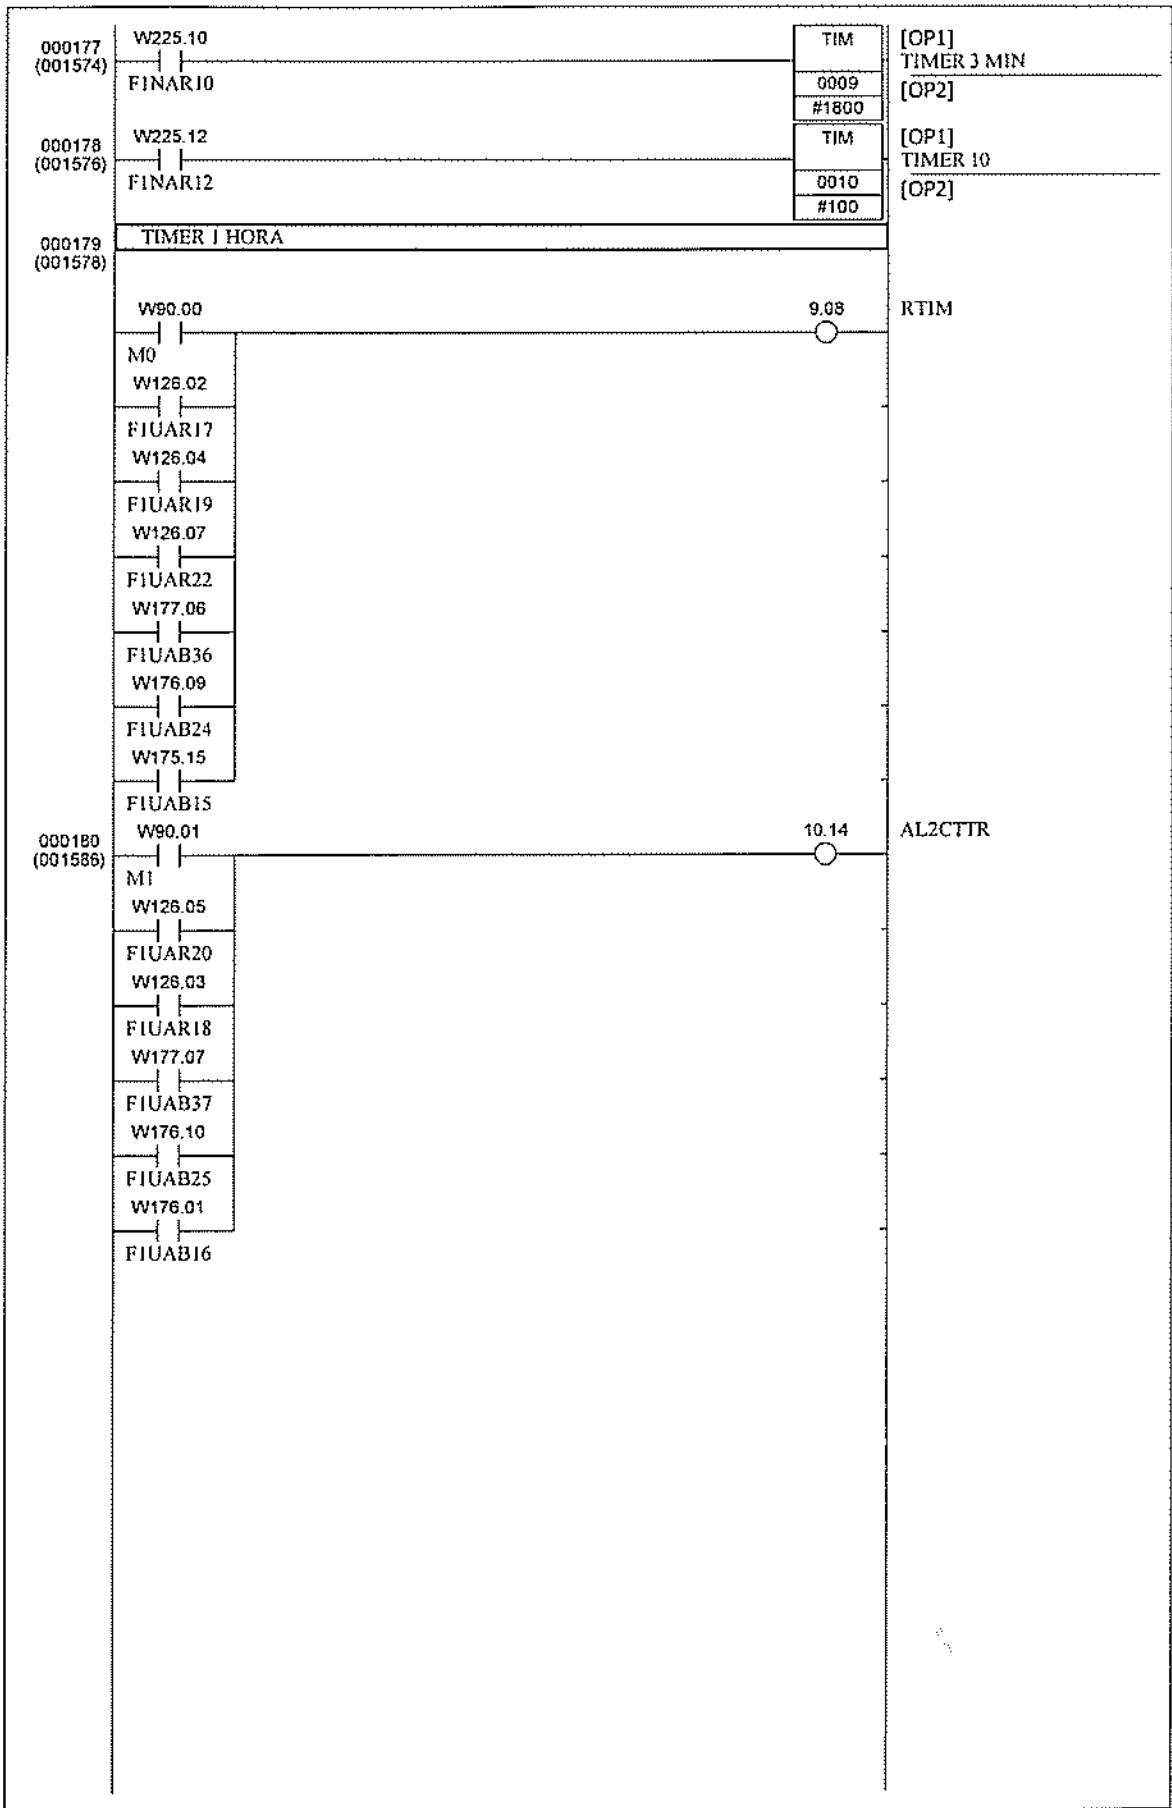 000177
(001574)
W225.10
F1NAR10
TIM
0009
#1800
[OP1]
TIMER 3 MIN
[OP2]
000178
(001576)
W225.12
F1NAR12
TIM
0010
#100
[OP1]
TIMER 10
[OP2]
000179
(001578)
TIMER 1 HORA
W90.00
M0
9.08
RTIM
W126.02
F1UAR17
W126.04
F1UAR19
W126.07
F1UAR22
W177.06
F1UAB36
W176.09
F1UAB24
W175.15
F1UAB15
000180
(001586)
W90.01
M1
10.14
AL2CTTR
W126.05
F1UAR20
W126.03
F1UAR18
W177.07
F1UAB37
W176.10
F1UAB25
W176.01
F1UAB16